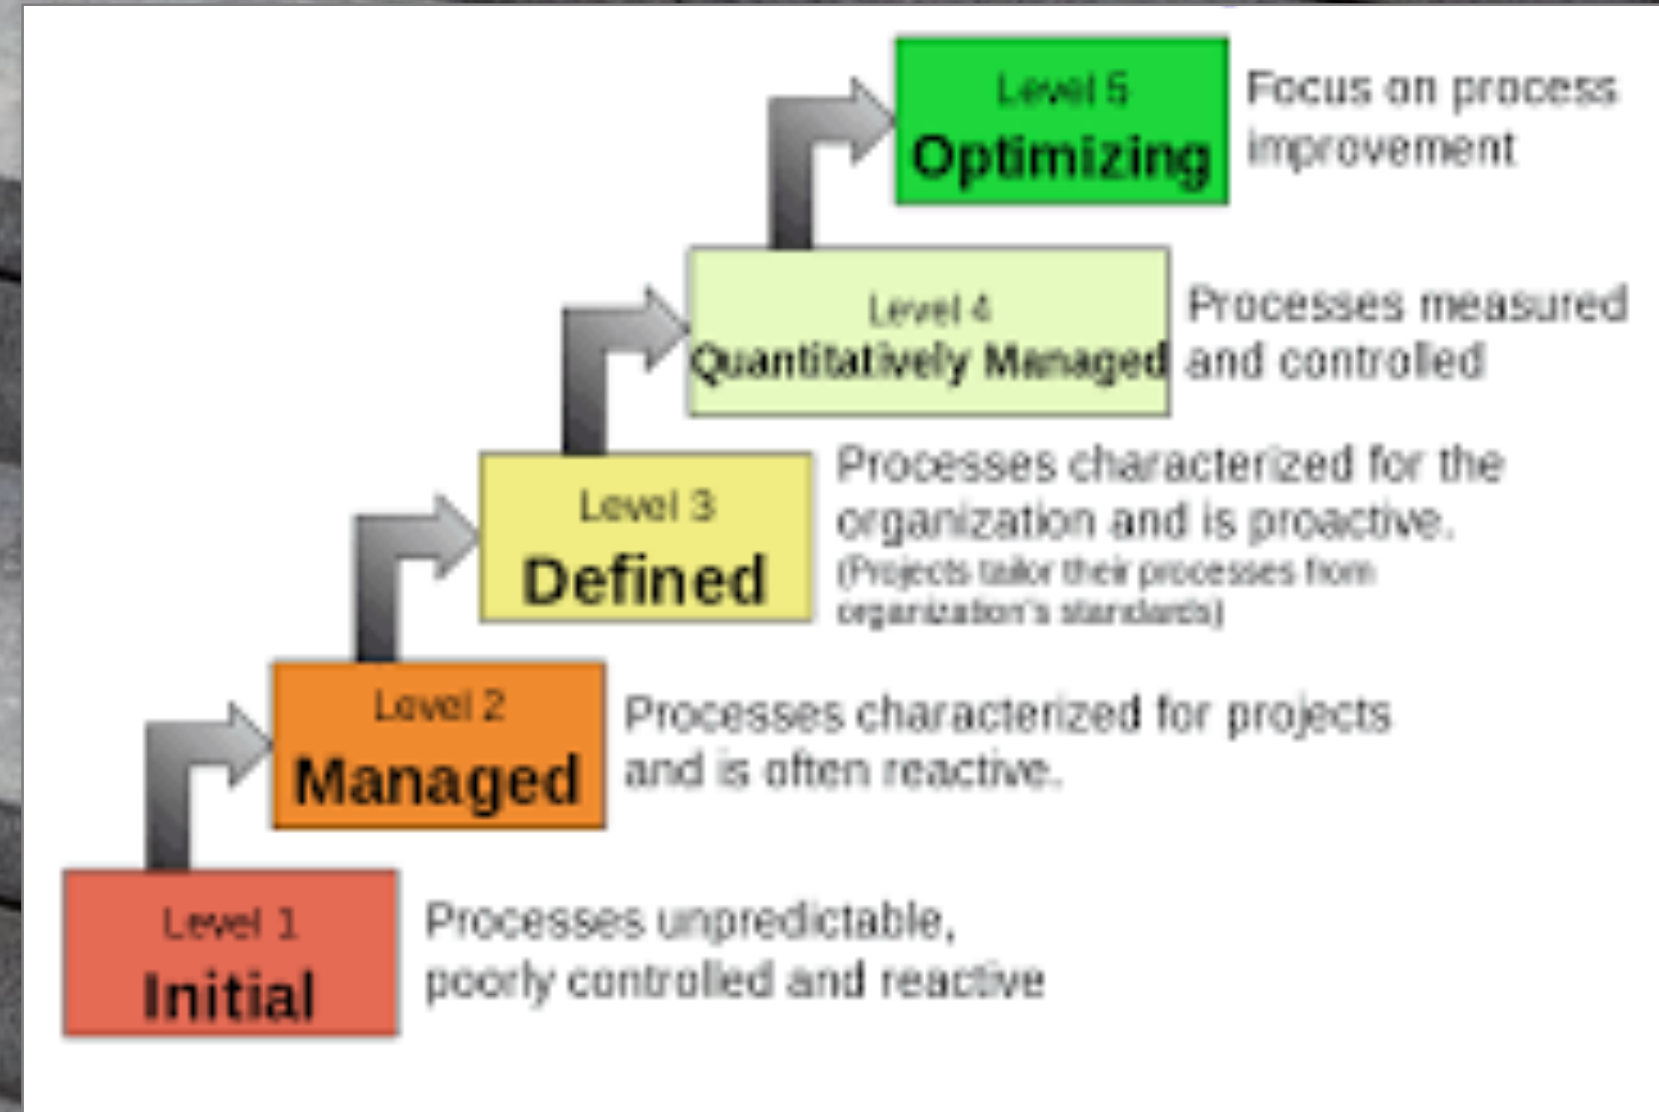 Level 5
Optimizing
Focus on process
improvement
Level 4
Quantitatively Managed
Processes measured
and controlled
Level 3
Defined
Processes characterized for the
organization and is proactive.
(Projects tailor their processes from
organization's standards)
Level 2
Managed
Processes characterized for projects
and is often reactive.
Level 1
Initial
Processes unpredictable,
poorly controlled and reactive